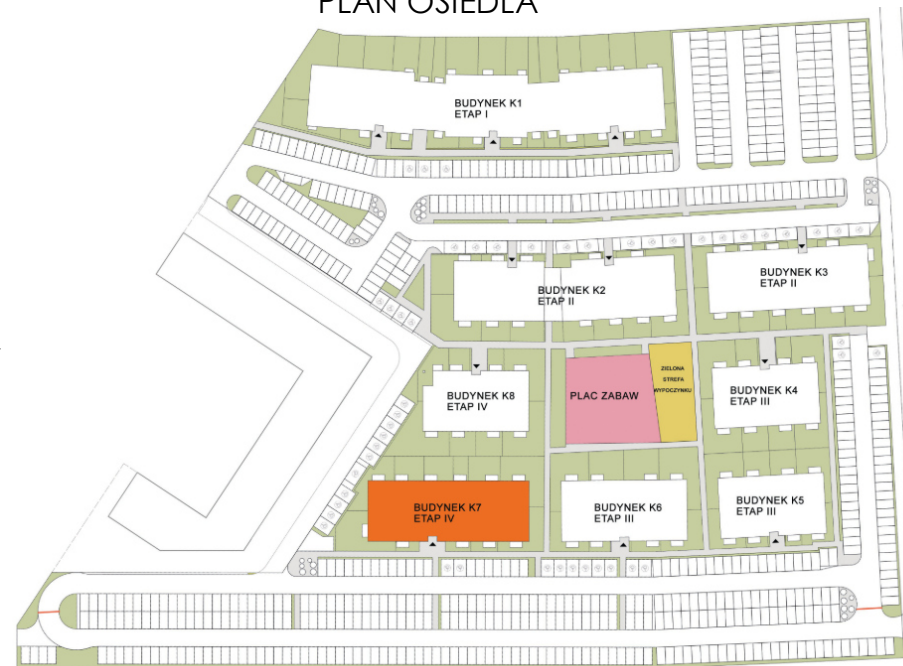 PLAN OSIEDLA
BUDYNEK K1
ETAP I
BUDYNEK K2
ETAP II
BUDYNEK K3
ETAP II
ZIELONA
STREFA
WYPOCZYNKU
PLAC ZABAW
BUDYNEK K8
ETAP IV
BUDYNEK K4
ETAP III
BUDYNEK K7
ETAP IV
BUDYNEK K6
ETAP III
BUDYNEK K5
ETAP III